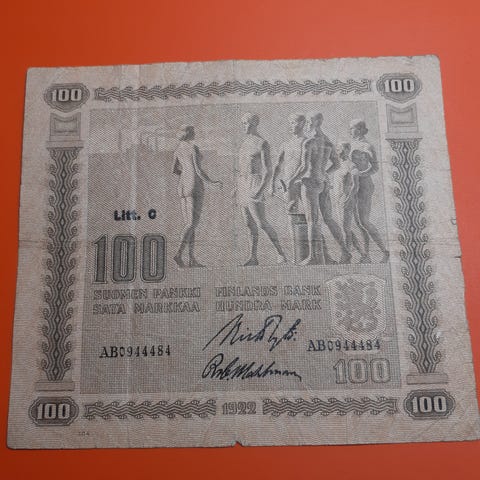 100 100
Litt. C
100
SUOMEN PANKKI FINLANDS BANK
SATA MARKKAA HUNDRA MARK
AB0944484 AB0944484
100
100 1922 100